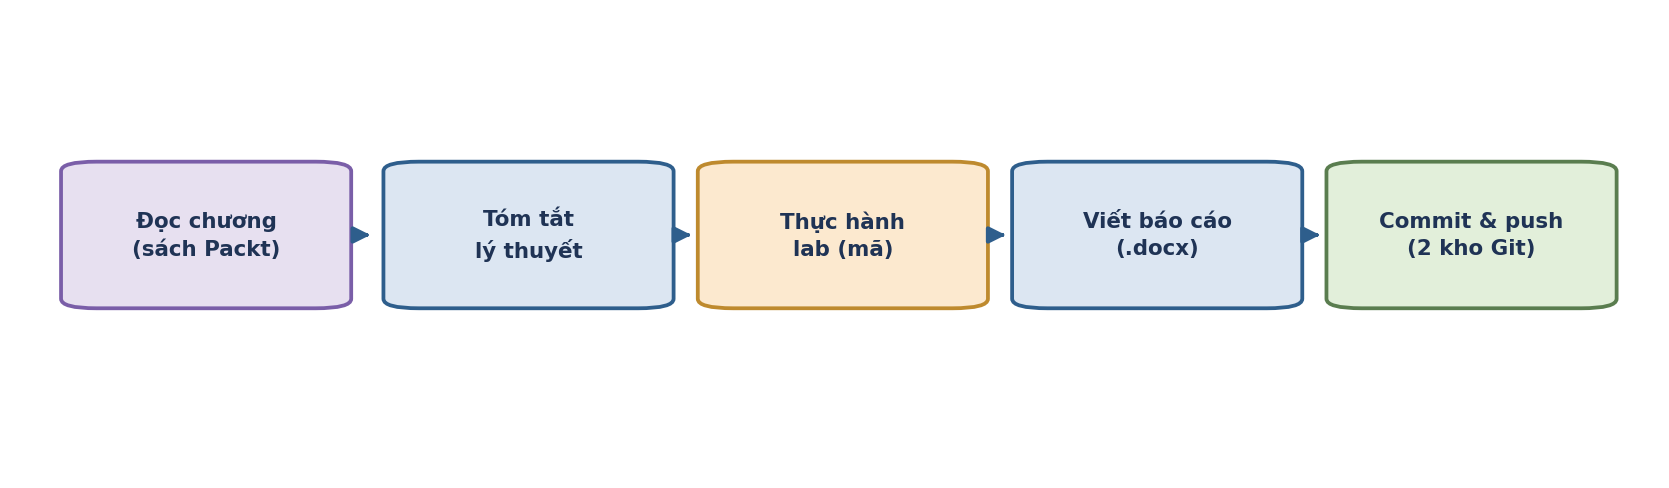 Đọc chương
(sách Packt)
Tóm tắt
lý thuyết
Thực hành
lab (mã)
Viết báo cáo
(.docx)
Commit & push
(2 kho Git)